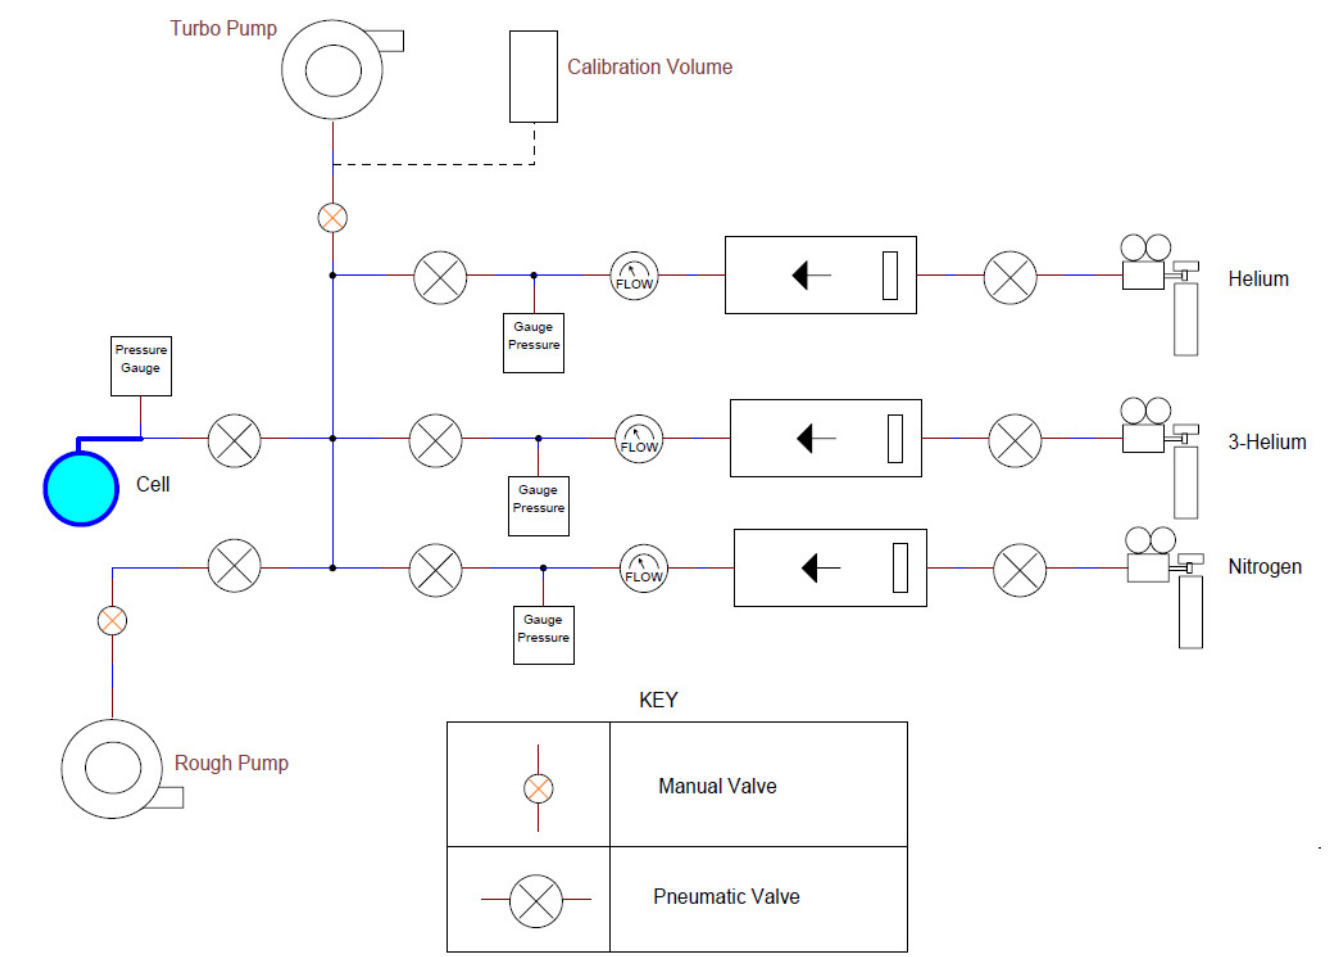 Turbo Pump
Calibration Volume
FLOW
Helium
Gauge
Pressure
Pressure
Gauge
FLOW
3-Helium
Cell
Gauge
Pressure
FLOW
Nitrogen
Gauge
Pressure
KEY
Rough Pump
Manual Valve
Pneumatic Valve